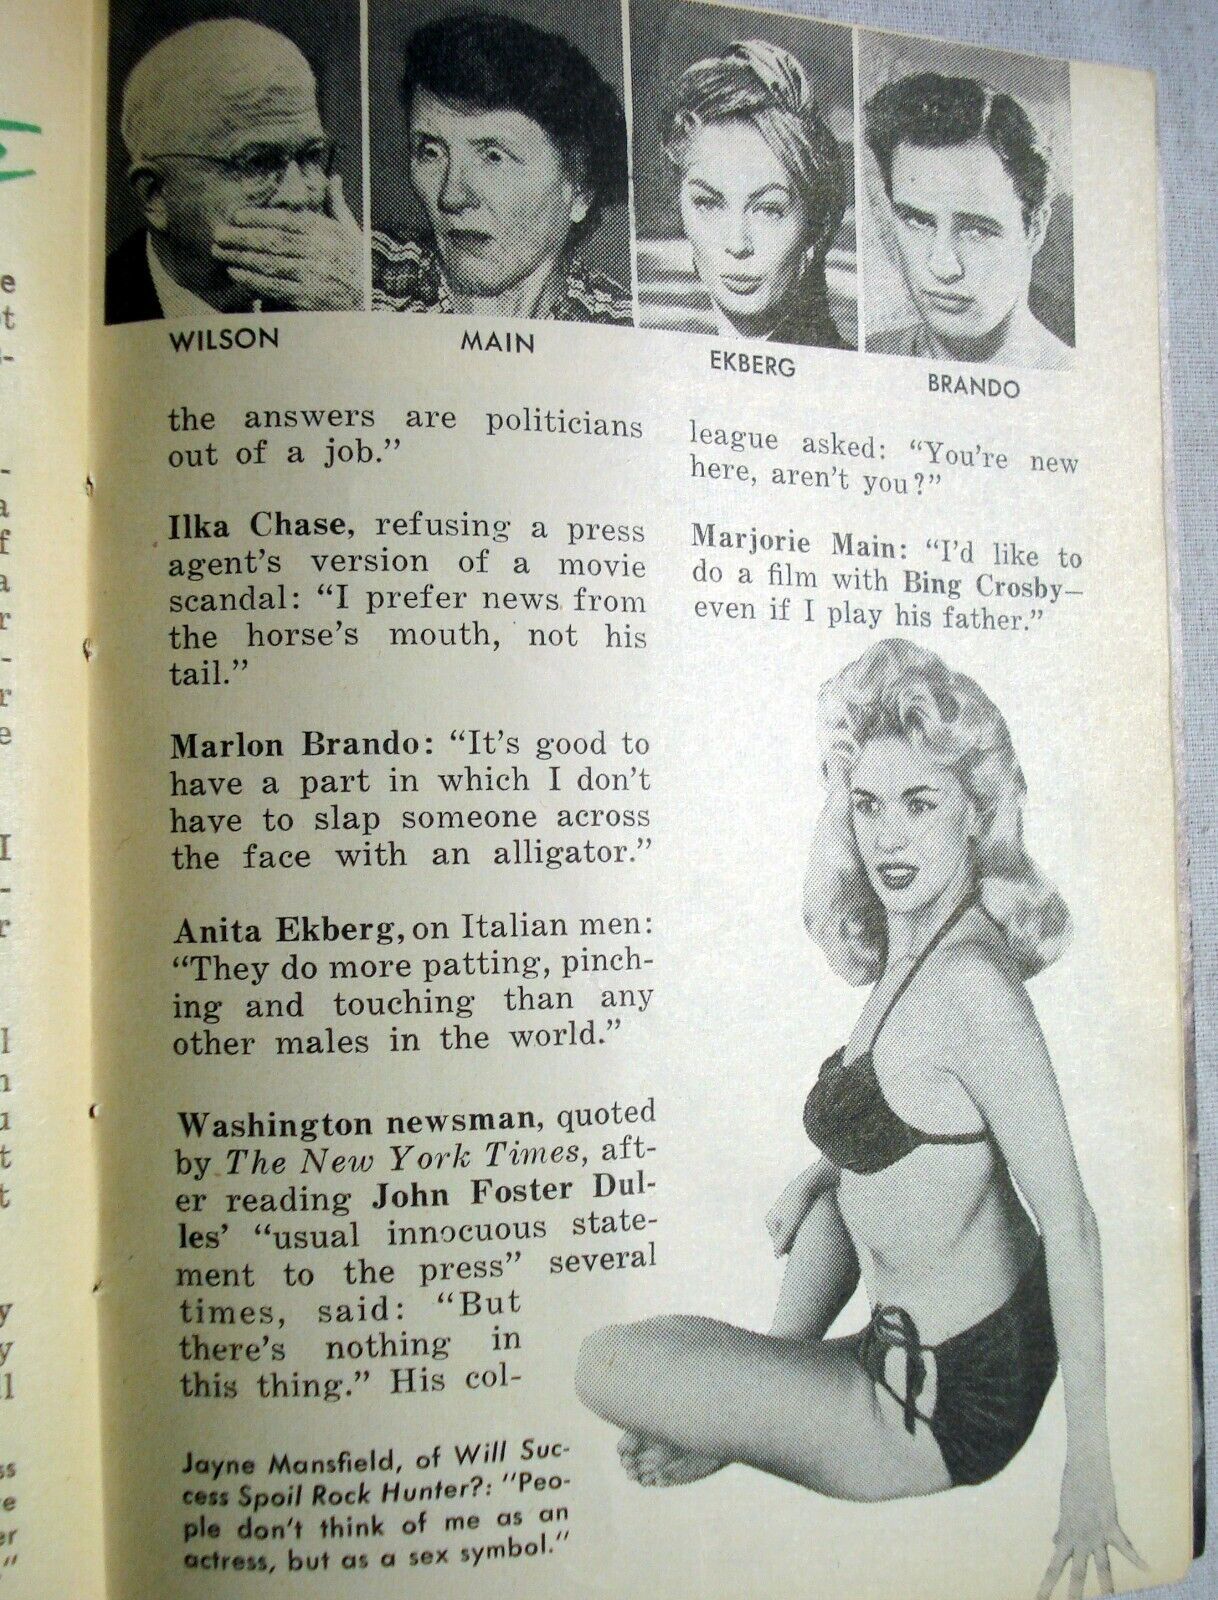 WILSON
MAIN
EKBERG
BRANDO
the answers are politicians
out of a job."
Ilka Chase, refusing a press
agent's version of a movie
scandal: "I prefer news from
the horse's mouth, not his
tail."
Marlon Brando: "It's good to
have a part in which I don't
have to slap someone across
the face with an alligator."
Anita Ekberg, on Italian men:
"They do more patting, pinch-
ing and touching than any
other males in the world."
Washington newsman, quoted
by The New York Times, aft-
er reading John Foster Dul-
les' "usual innocuous state-
ment to the press" several
times, said: "But
there's nothing in
this thing." His col-
league asked: "You're new
here, aren't you?"
Marjorie Main: "I'd like to
do a film with Bing Crosby—
even if I play his father."
Jayne Mansfield, of Will Suc-
cess Spoil Rock Hunter?: "Peo-
ple don't think of me as an
actress, but as a sex symbol."